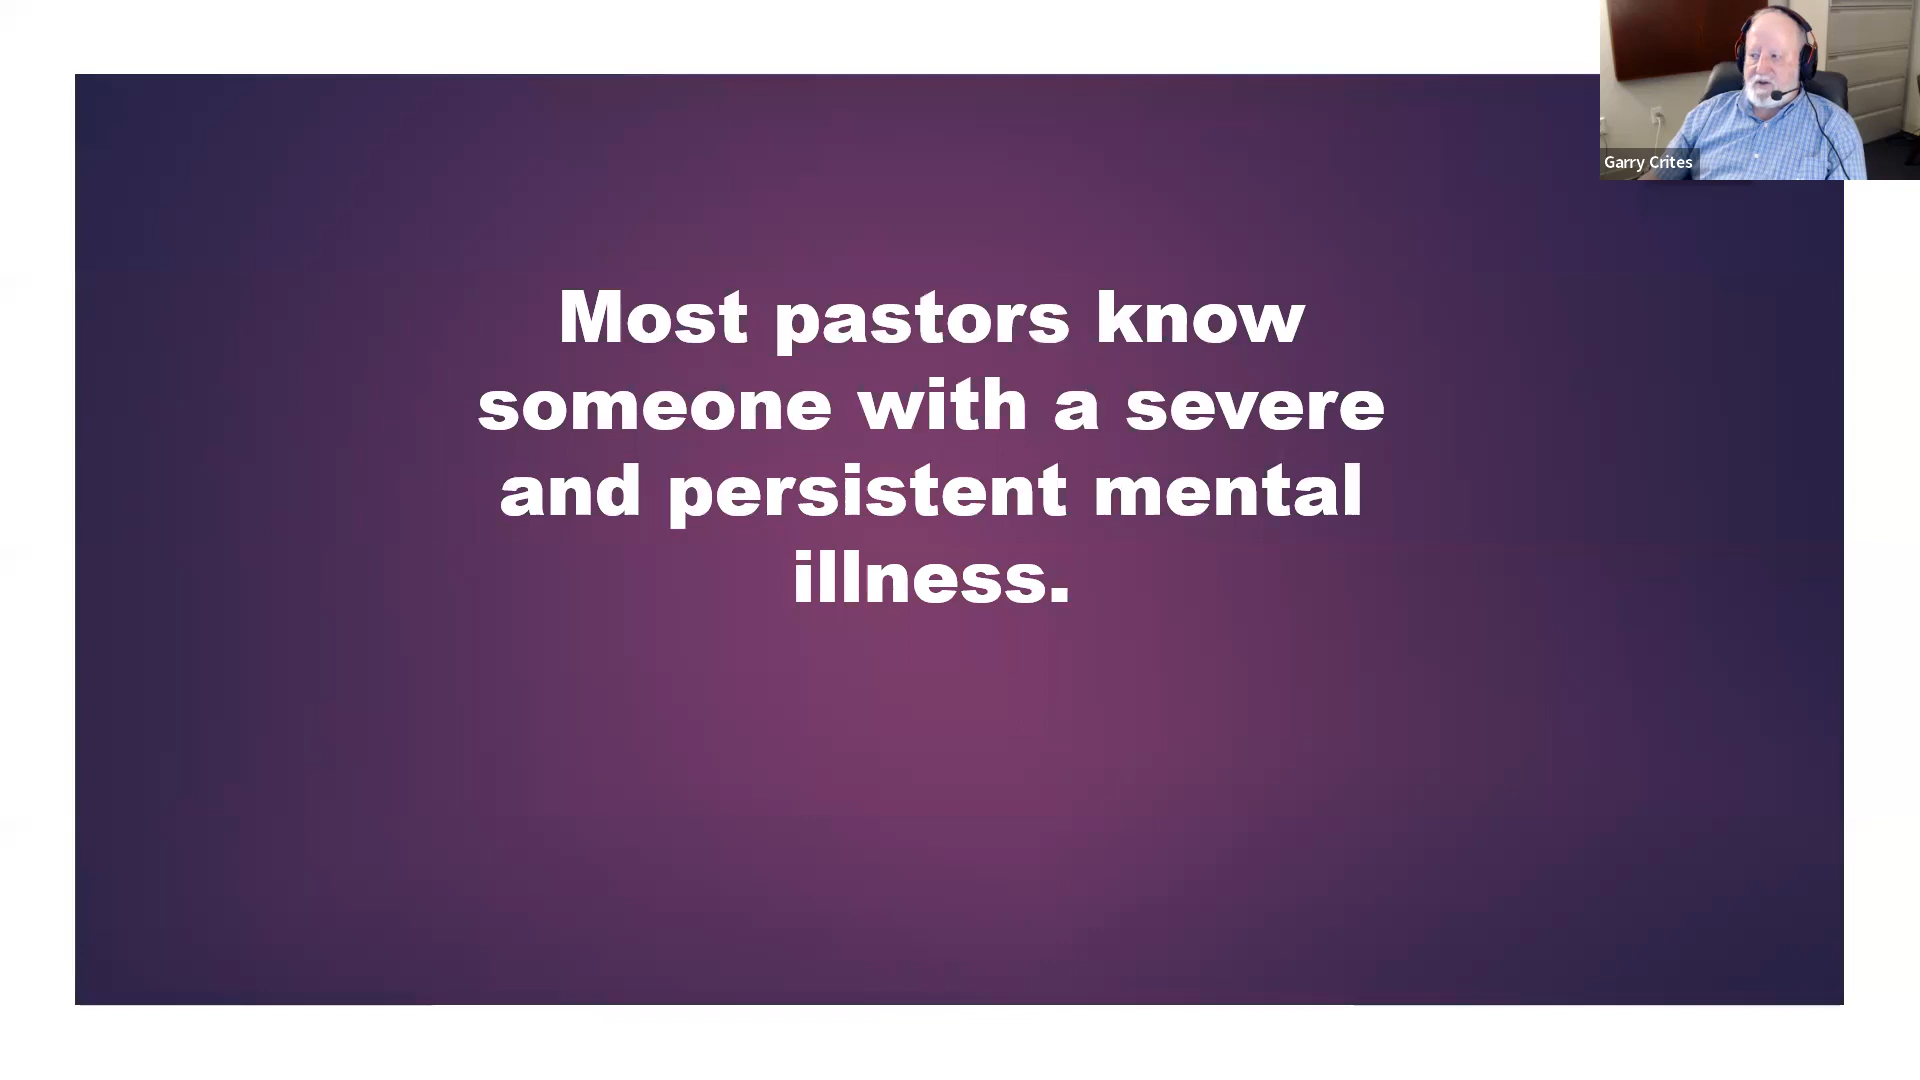 Most pastors know
someone with a severe
and persistent mental
illness.
Garry Crites